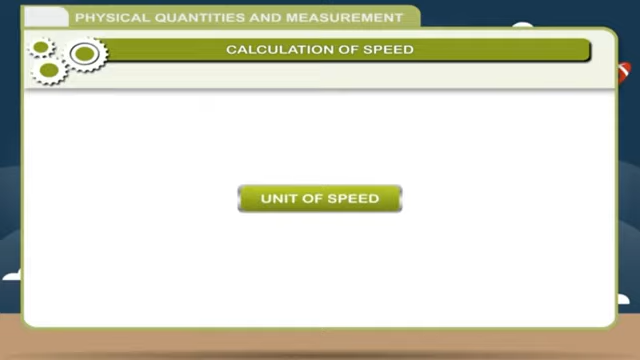 PHYSICAL QUANTITIES AND MEASUREMENT
CALCULATION OF SPEED
UNIT OF SPEED